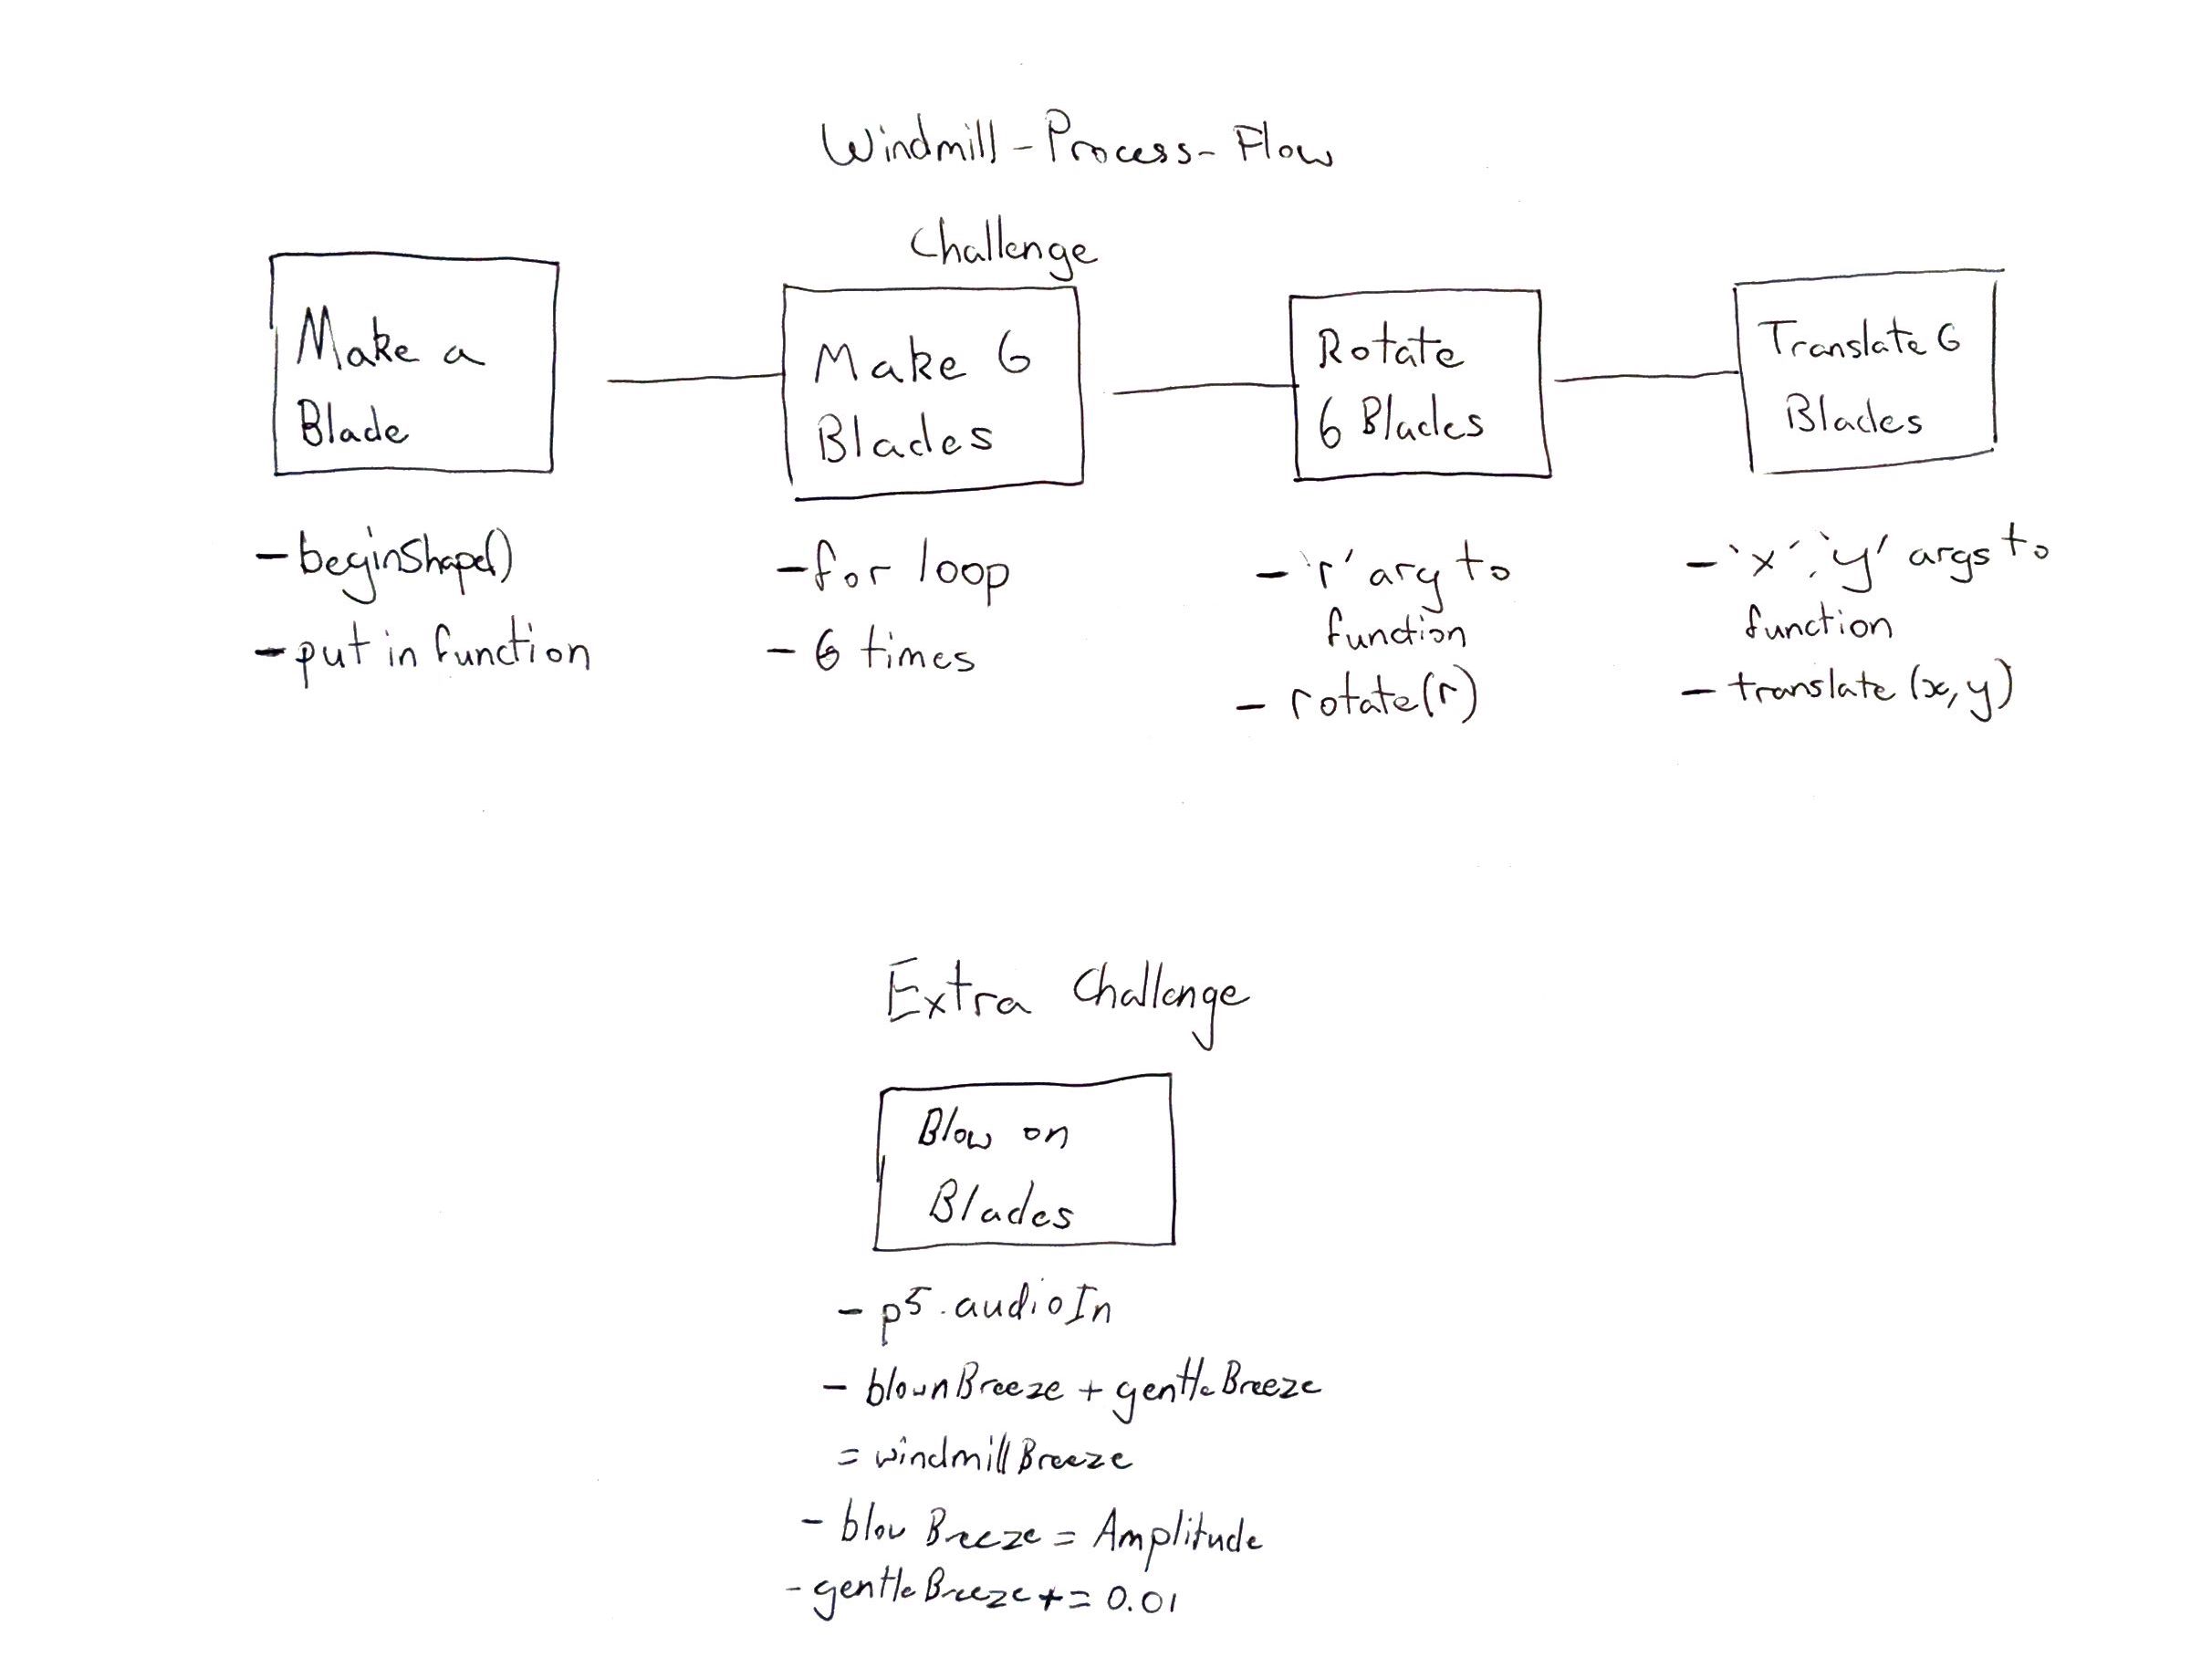 Windmill - Process - Flow
Challenge
Make a
Blade
- beginShape()
- put in function
Make 6
Blades
- for loop
- 6 times
Rotate
6 Blades
- 'r' arg to
function
- rotate(r)
Translate 6
Blades
- 'x', 'y' args to
function
- translate (x, y)
Extra Challenge
Blow on
Blades
- p5.audioIn
- blownBreeze + gentleBreeze
= windmillBreeze
- blow Breeze = Amplitude
- gentleBreeze += 0.01